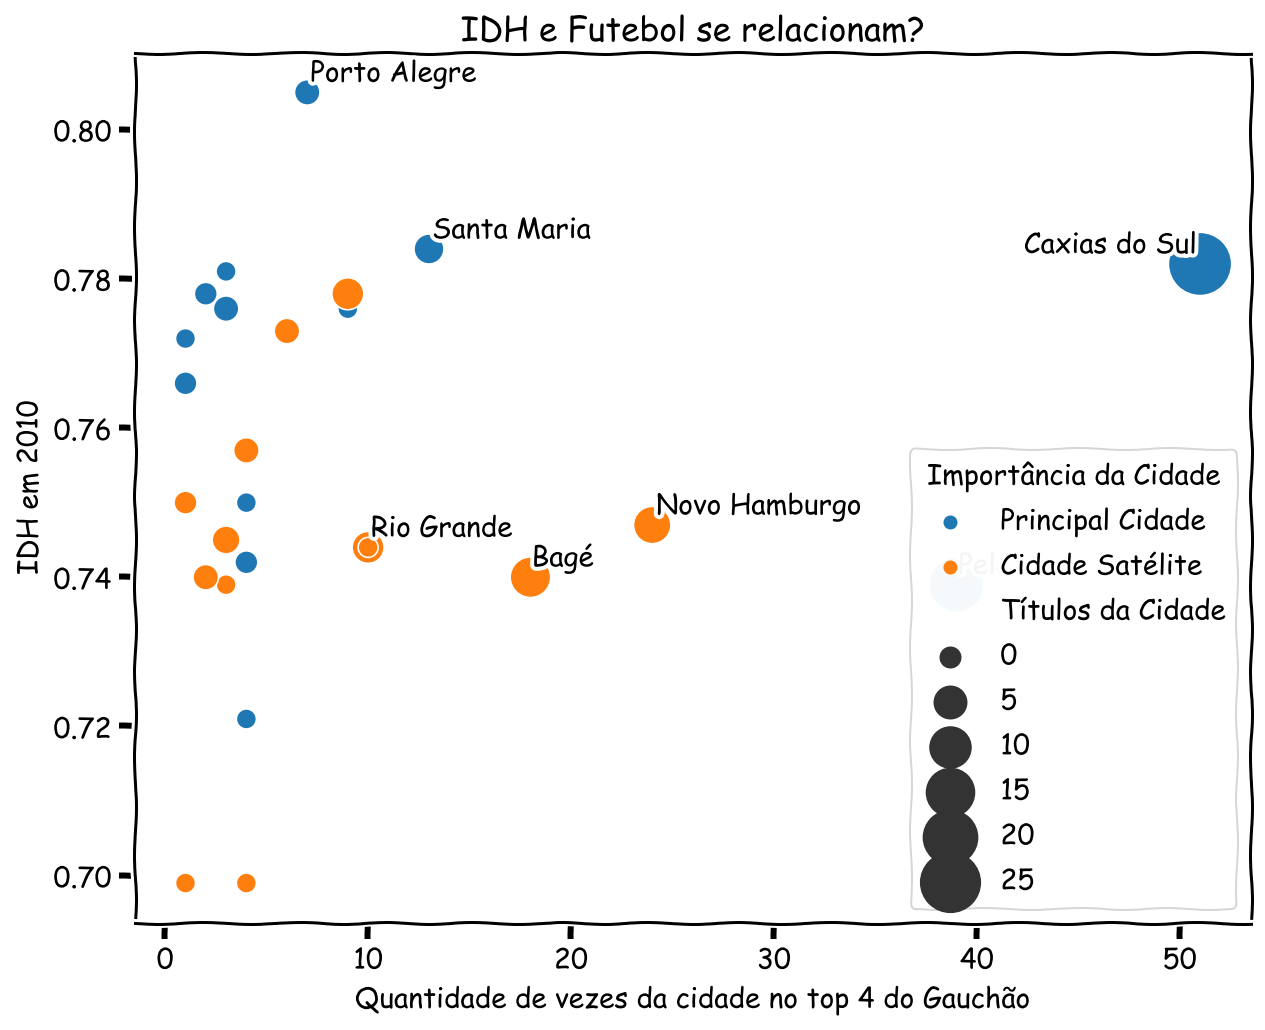 IDH e Futebol se relacionam?
Porto Alegre
0.80
Santa Maria
Caxias do Sul
0.78
0.76
Importância da Cidade
Novo Hamburgo
Principal Cidade
Rio Grande
Bagé
Cidade Satélite
0.74
Títulos da Cidade
0
5
0.72
10
15
20
0.70
25
0 10 20 30 40 50
IDH em 2010
Quantidade de vezes da cidade no top 4 do Gauchão